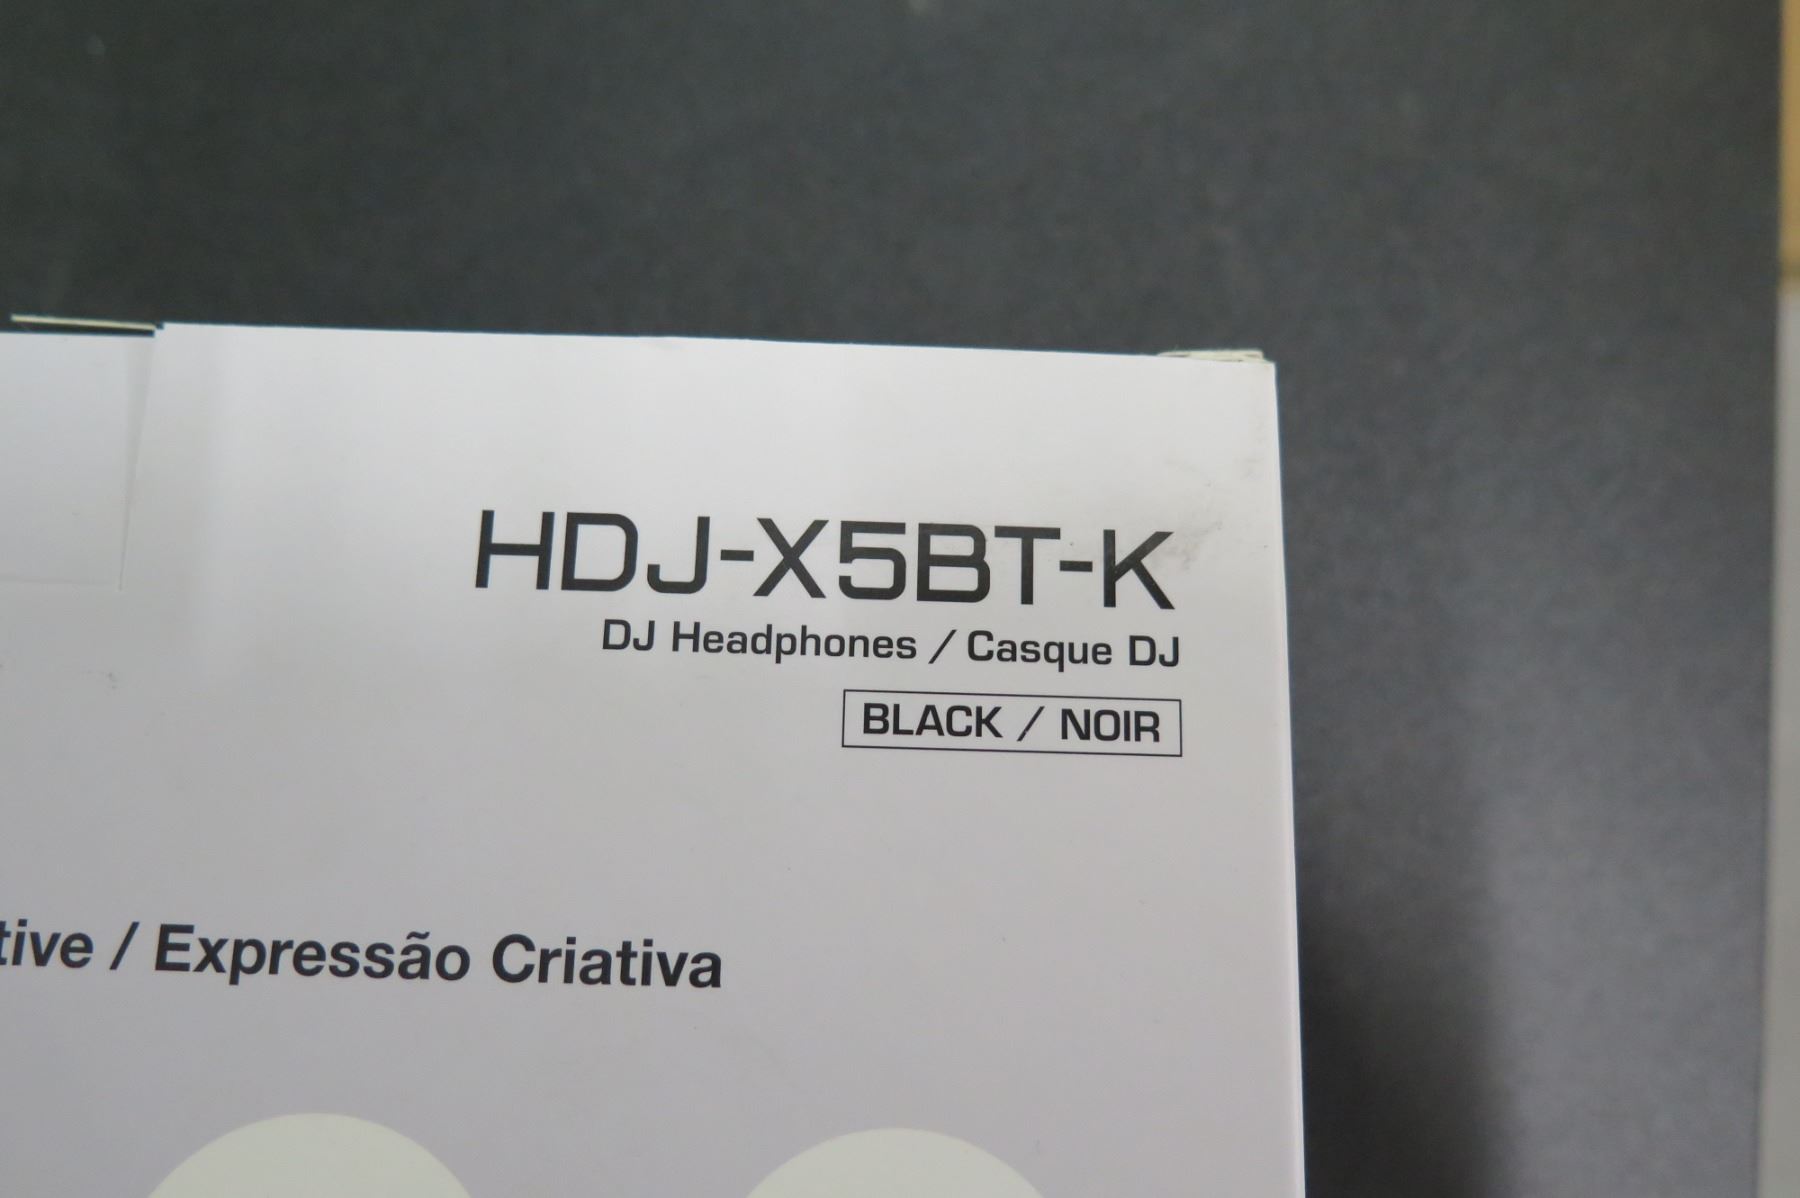 HDJ-X5BT-K
DJ Headphones / Casque DJ
BLACK / NOIR
tive / Expressão Criativa